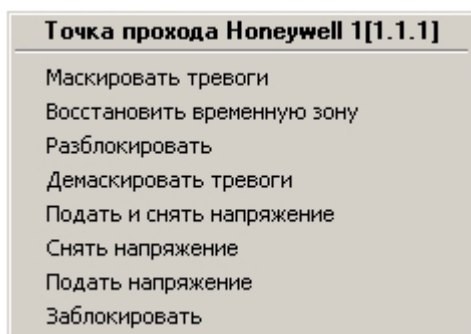 Точка прохода Honeywell 1[1.1.1]
Маскировать тревоги
Восстановить временную зону
Разблокировать
Демаскировать тревоги
Подать и снять напряжение
Снять напряжение
Подать напряжение
Заблокировать